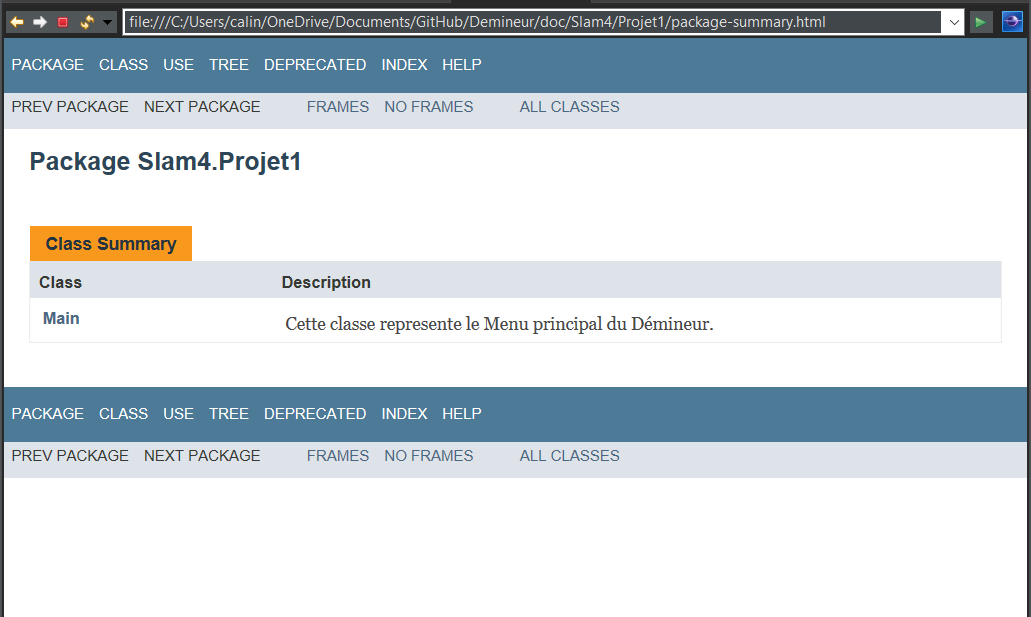 file:///C:/Users/calin/OneDrive/Documents/GitHub/Demineur/doc/Slam4/Projet1/package-summary.html
PACKAGE CLASS USE TREE DEPRECATED INDEX HELP
PREV PACKAGE NEXT PACKAGE FRAMES NO FRAMES ALL CLASSES
Package Slam4.Projet1
Class Summary
Class Description
Main Cette classe represente le Menu principal du Démineur.
PACKAGE CLASS USE TREE DEPRECATED INDEX HELP
PREV PACKAGE NEXT PACKAGE FRAMES NO FRAMES ALL CLASSES